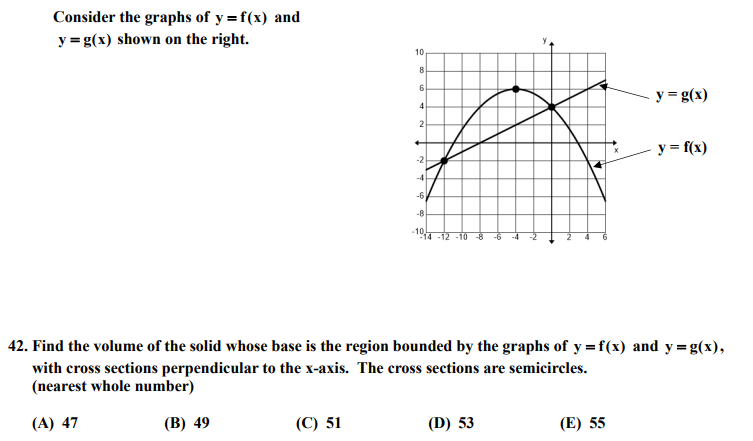 Consider the graphs of y = f(x) and
y = g(x) shown on the right.
y
10
8
6
4
2
-2
-4
-6
-8
-10
-14 -12 -10 -8 -6 -4 -2 2 4 6
x
y = g(x)
y = f(x)
42. Find the volume of the solid whose base is the region bounded by the graphs of y = f(x) and y = g(x),
with cross sections perpendicular to the x-axis. The cross sections are semicircles.
(nearest whole number)
(A) 47 (B) 49 (C) 51 (D) 53 (E) 55